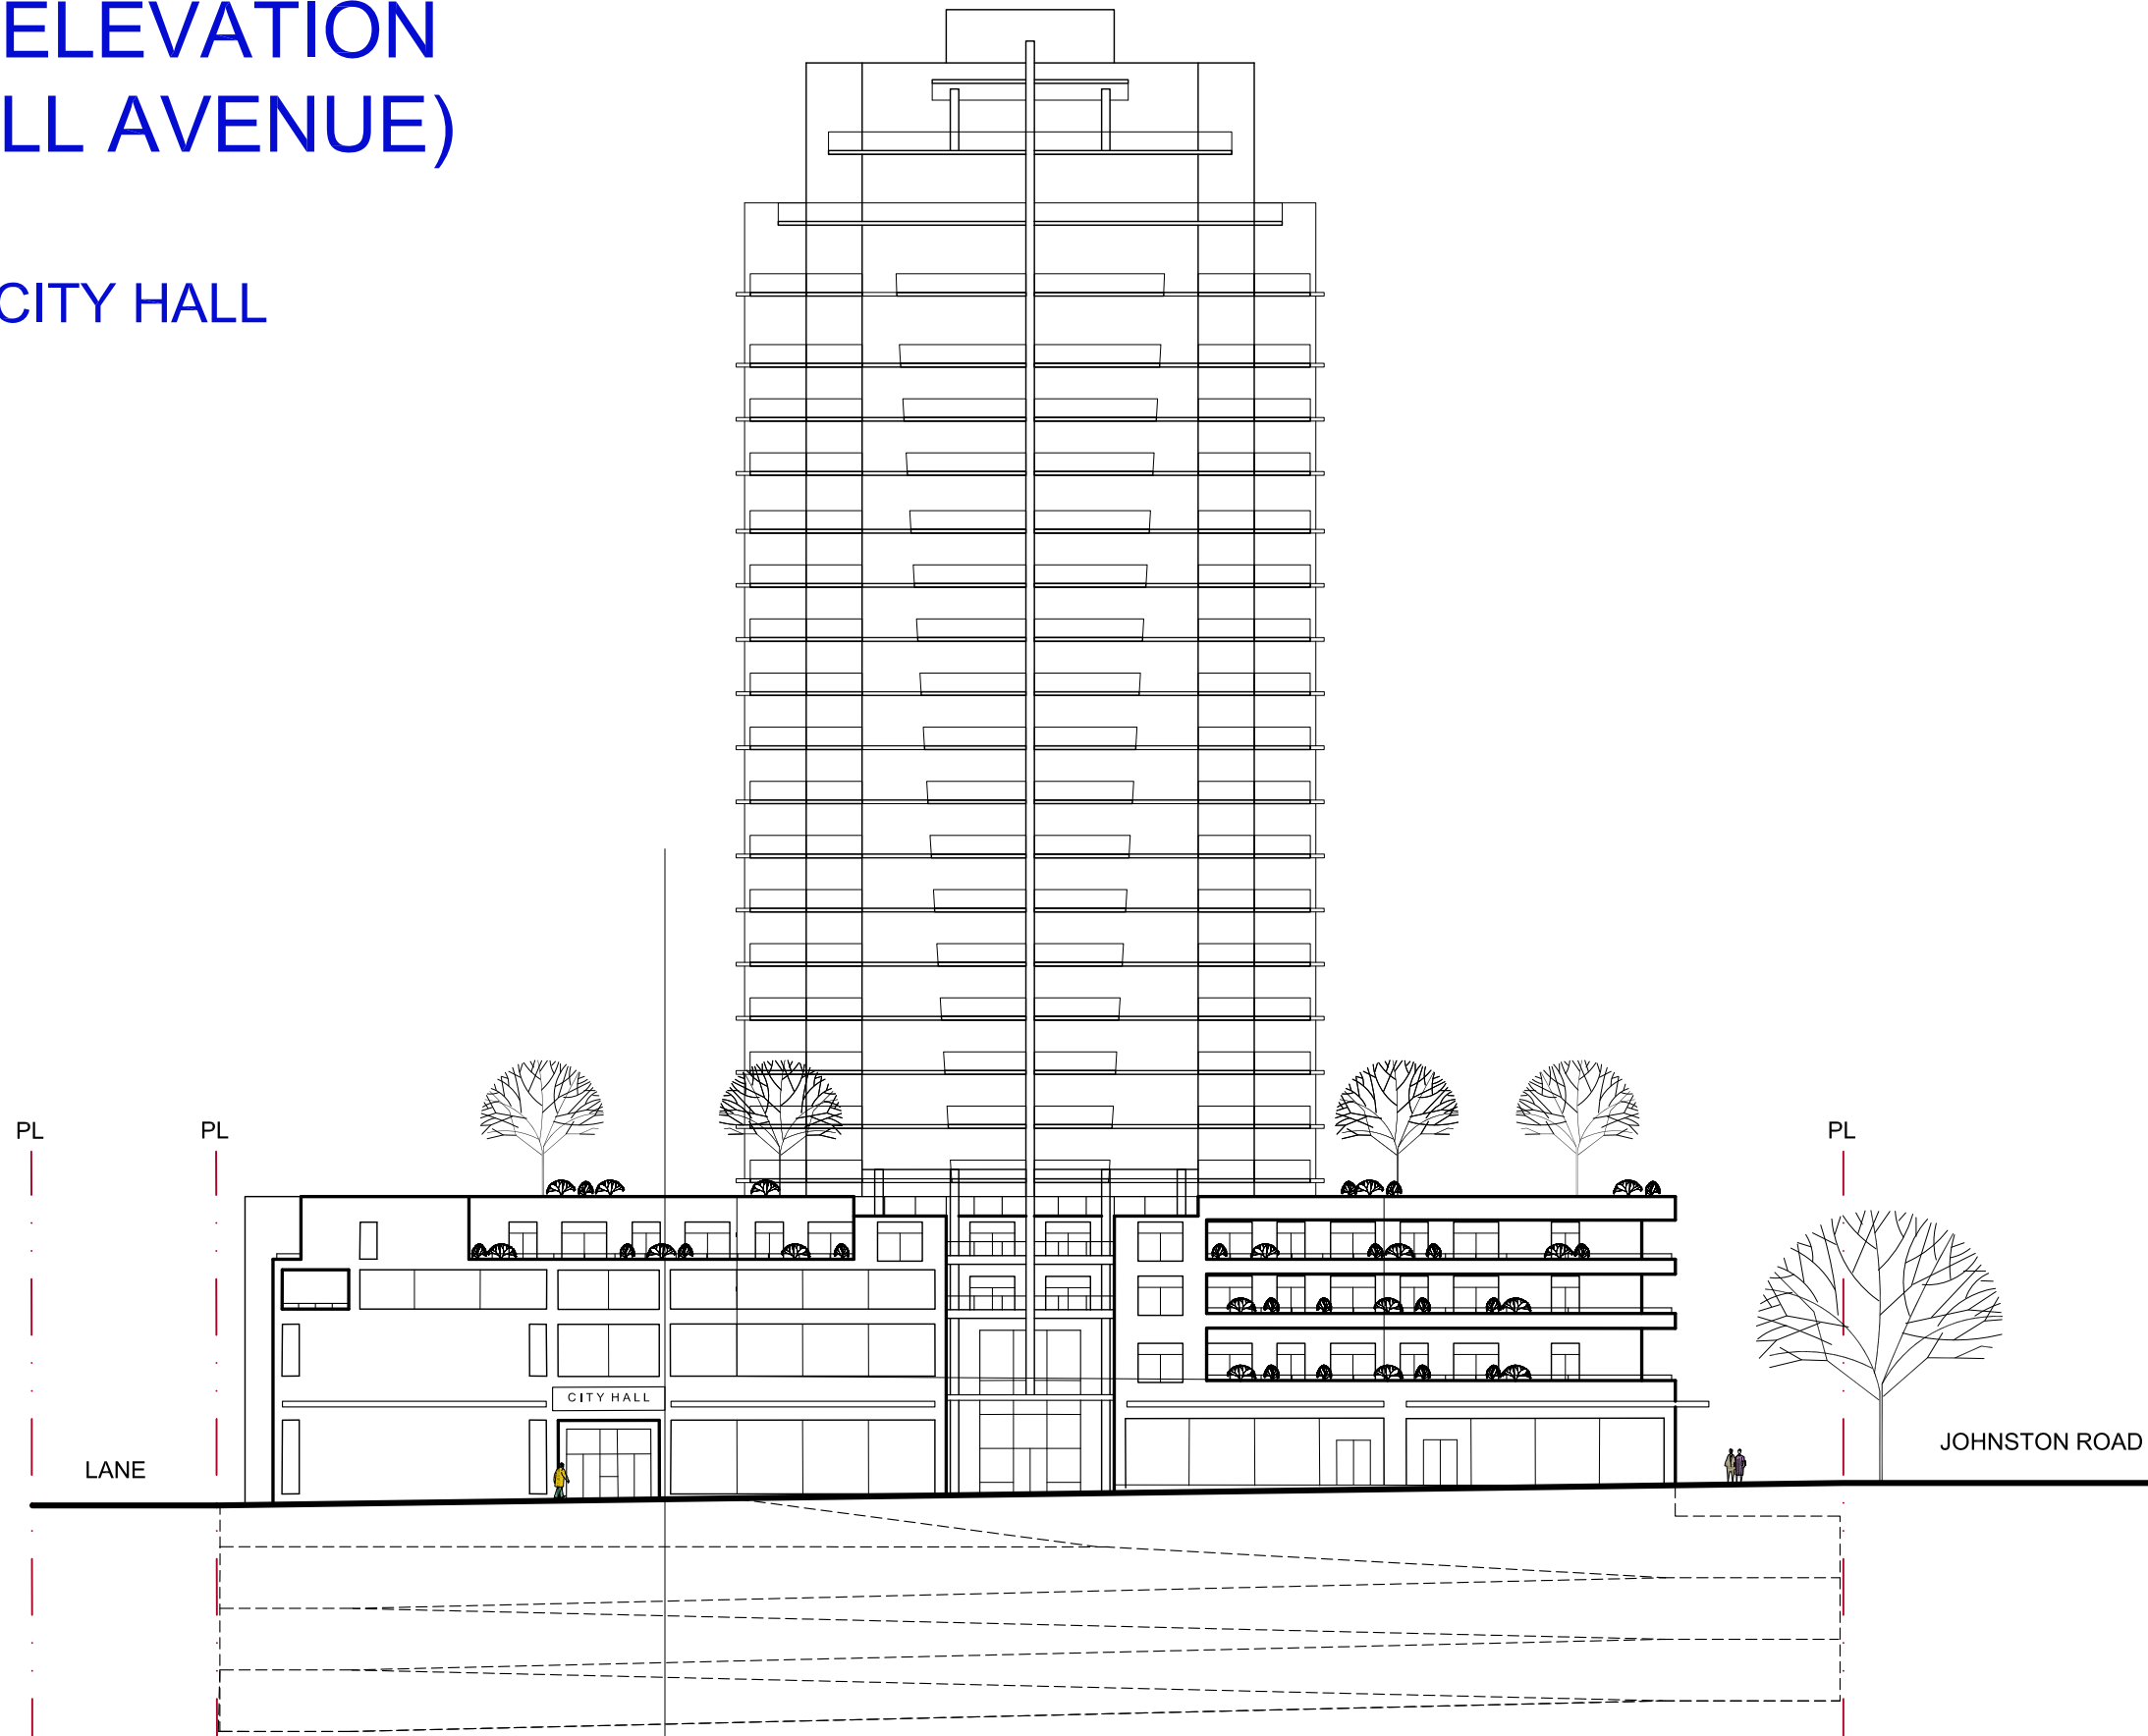 ELEVATION
LL AVENUE)
CITY HALL
PL
PL
PL
CITY HALL
LANE
JOHNSTON ROAD